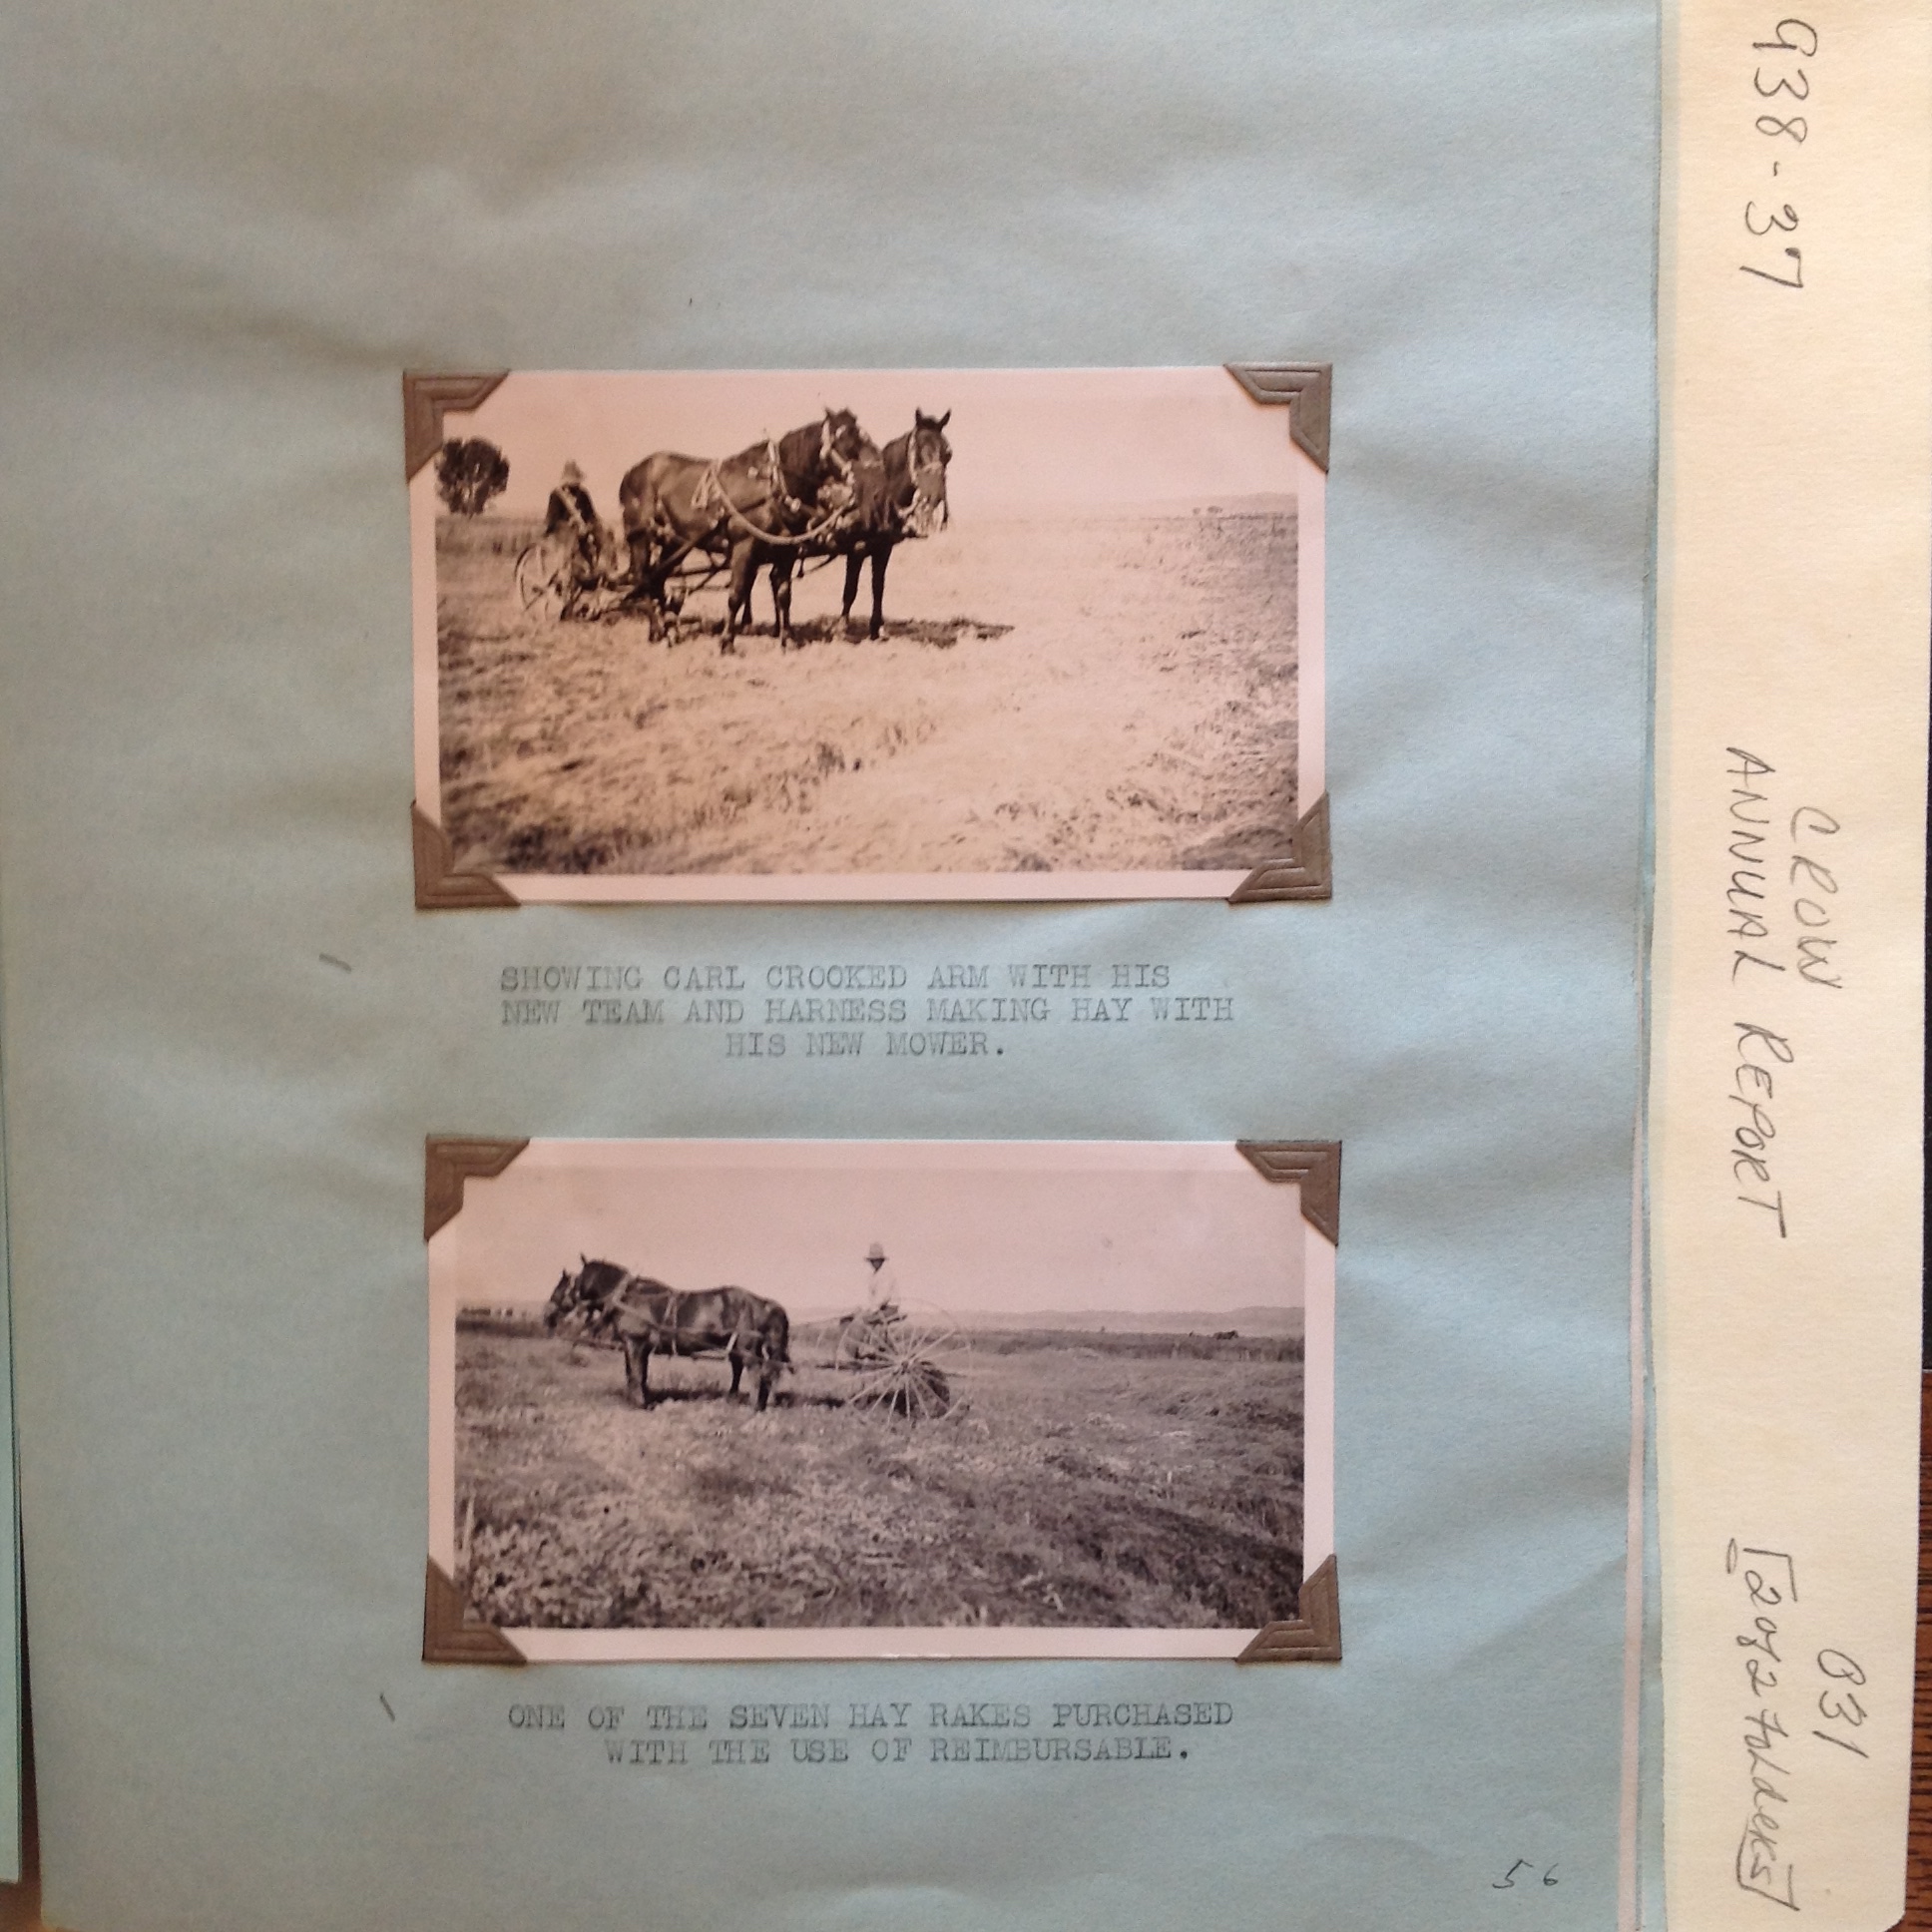 SHOWING CARL CROOKED ARM WITH HIS
NEW TEAM AND HARNESS MAKING HAY WITH
HIS NEW MOWER.
ONE OF THE SEVEN HAY RAKES PURCHASED
WITH THE USE OF REIMBURSABLE.
56
938-37
CROW
ANNUAL REPORT
031
[2 of 2 folders]